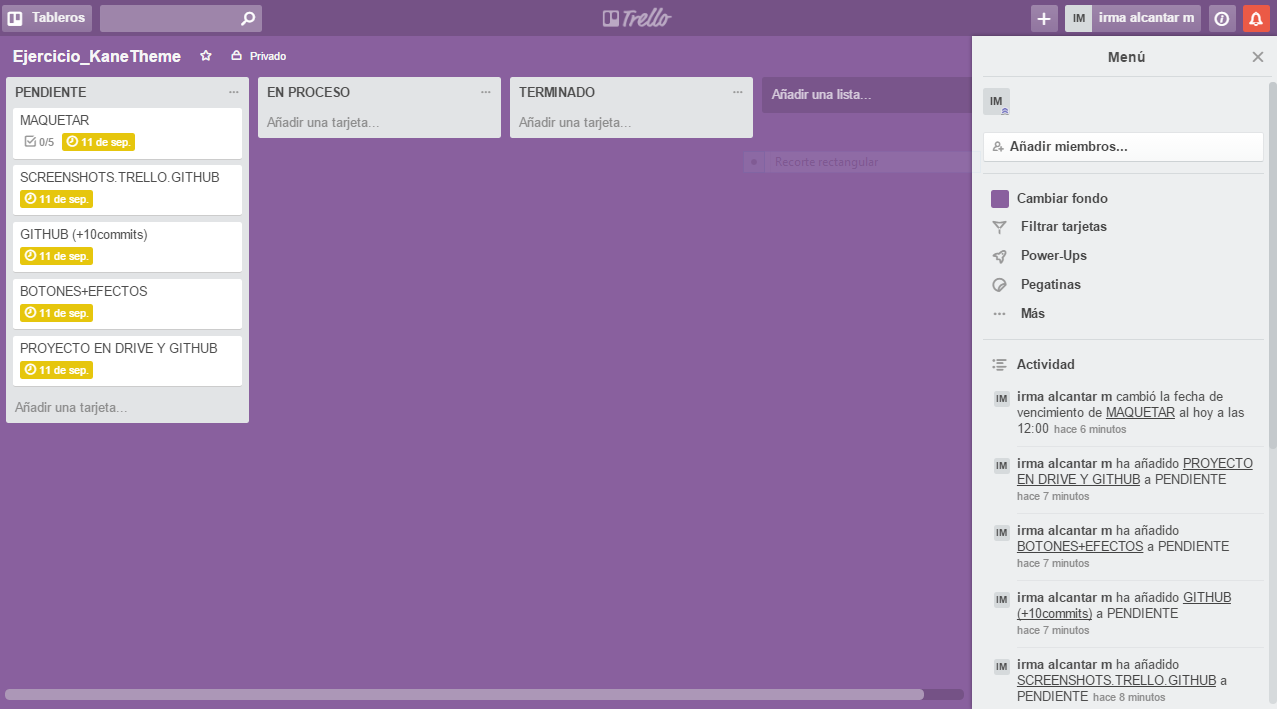 Tableros
Trello
IM irma alcantar m
Ejercicio_KaneTheme Privado
PENDIENTE ...
MAQUETAR
0/5 11 de sep.
SCREENSHOTS.TRELLO.GITHUB
11 de sep.
GITHUB (+10commits)
11 de sep.
BOTONES+EFECTOS
11 de sep.
PROYECTO EN DRIVE Y GITHUB
11 de sep.
Añadir una tarjeta...
EN PROCESO ...
Añadir una tarjeta...
TERMINADO ...
Añadir una tarjeta...
Añadir una lista...
Recorte rectangular
Menú
IM
Añadir miembros...
Cambiar fondo
Filtrar tarjetas
Power-Ups
Pegatinas
Más
Actividad
IM irma alcantar m cambió la fecha de
vencimiento de MAQUETAR al hoy a las
12:00 hace 6 minutos
IM irma alcantar m ha añadido PROYECTO
EN DRIVE Y GITHUB a PENDIENTE
hace 7 minutos
IM irma alcantar m ha añadido
BOTONES+EFECTOS a PENDIENTE
hace 7 minutos
IM irma alcantar m ha añadido GITHUB
(+10commits) a PENDIENTE
hace 7 minutos
IM irma alcantar m ha añadido
SCREENSHOTS.TRELLO.GITHUB a
PENDIENTE hace 8 minutos